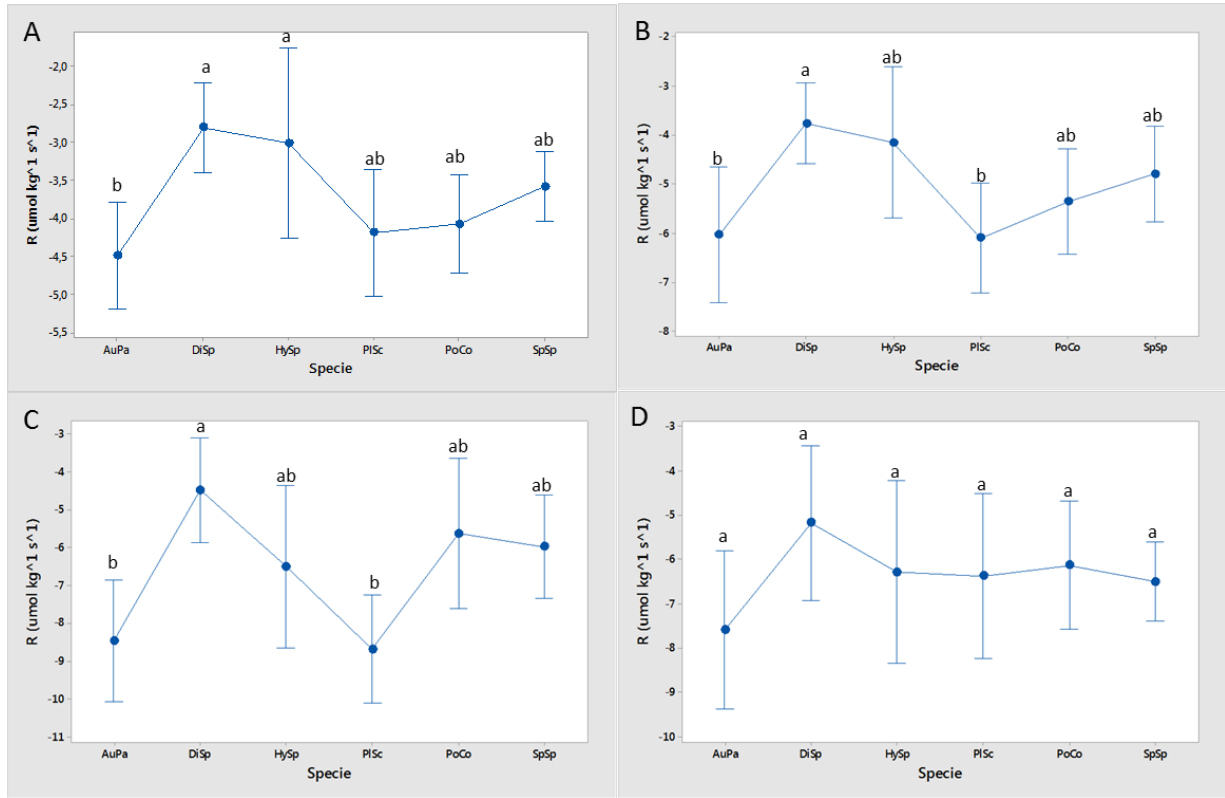 A
R (umol kg^1 s^1)
-2,0
-2,5
-3,0
-3,5
-4,0
-4,5
-5,0
-5,5
b
a
a
ab
ab
ab
AuPa DiSp HySp PlSc PoCo SpSp
Specie
B
R (umol kg^1 s^1)
-2
-3
-4
-5
-6
-7
-8
b
a
ab
b
ab
ab
AuPa DiSp HySp PlSc PoCo SpSp
Specie
C
R (umol kg^1 s^1)
-3
-4
-5
-6
-7
-8
-9
-10
-11
b
a
ab
b
ab
ab
AuPa DiSp HySp PlSc PoCo SpSp
Specie
D
R (umol kg^1 s^1)
-3
-4
-5
-6
-7
-8
-9
-10
a
a
a
a
a
a
AuPa DiSp HySp PlSc PoCo SpSp
Specie